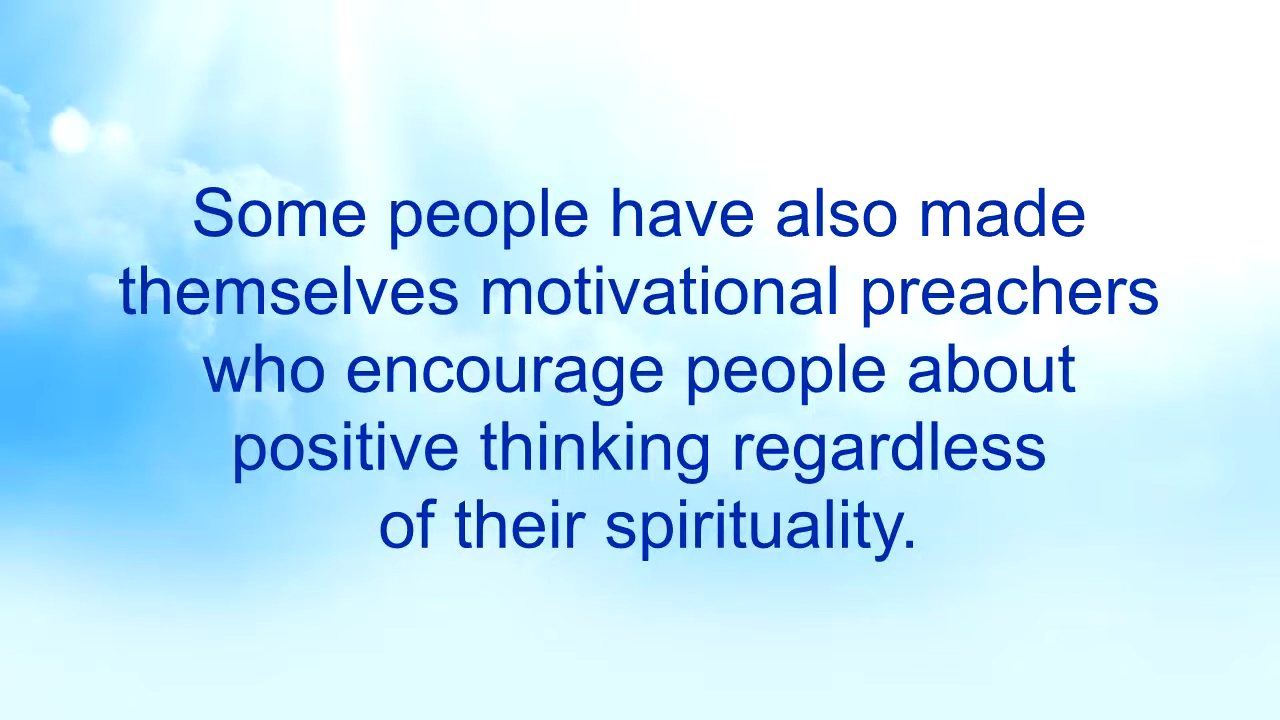 Some people have also made
themselves motivational preachers
who encourage people about
positive thinking regardless
of their spirituality.